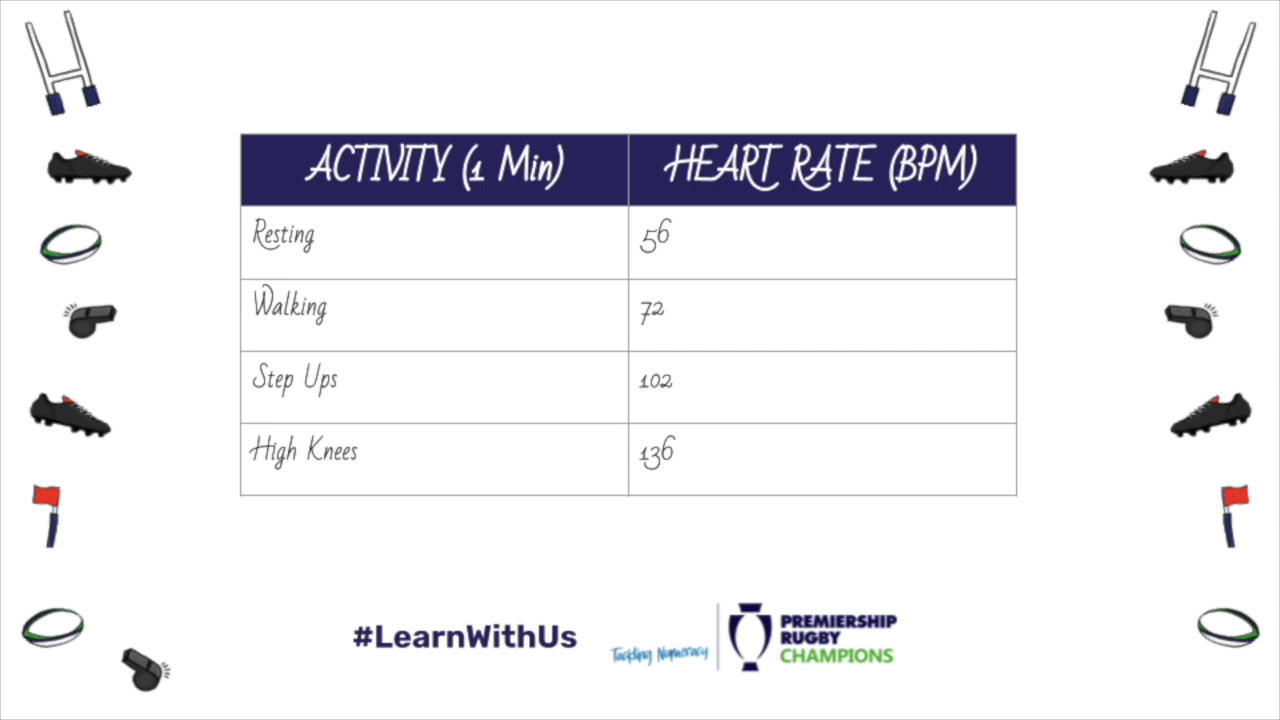 ACTIVITY (1 Min) HEART RATE (BPM)
Resting 56
Walking 72
Step Ups 102
High Knees 136
#LearnWithUs
Tackling Numeracy
PREMIERSHIP
RUGBY
CHAMPIONS